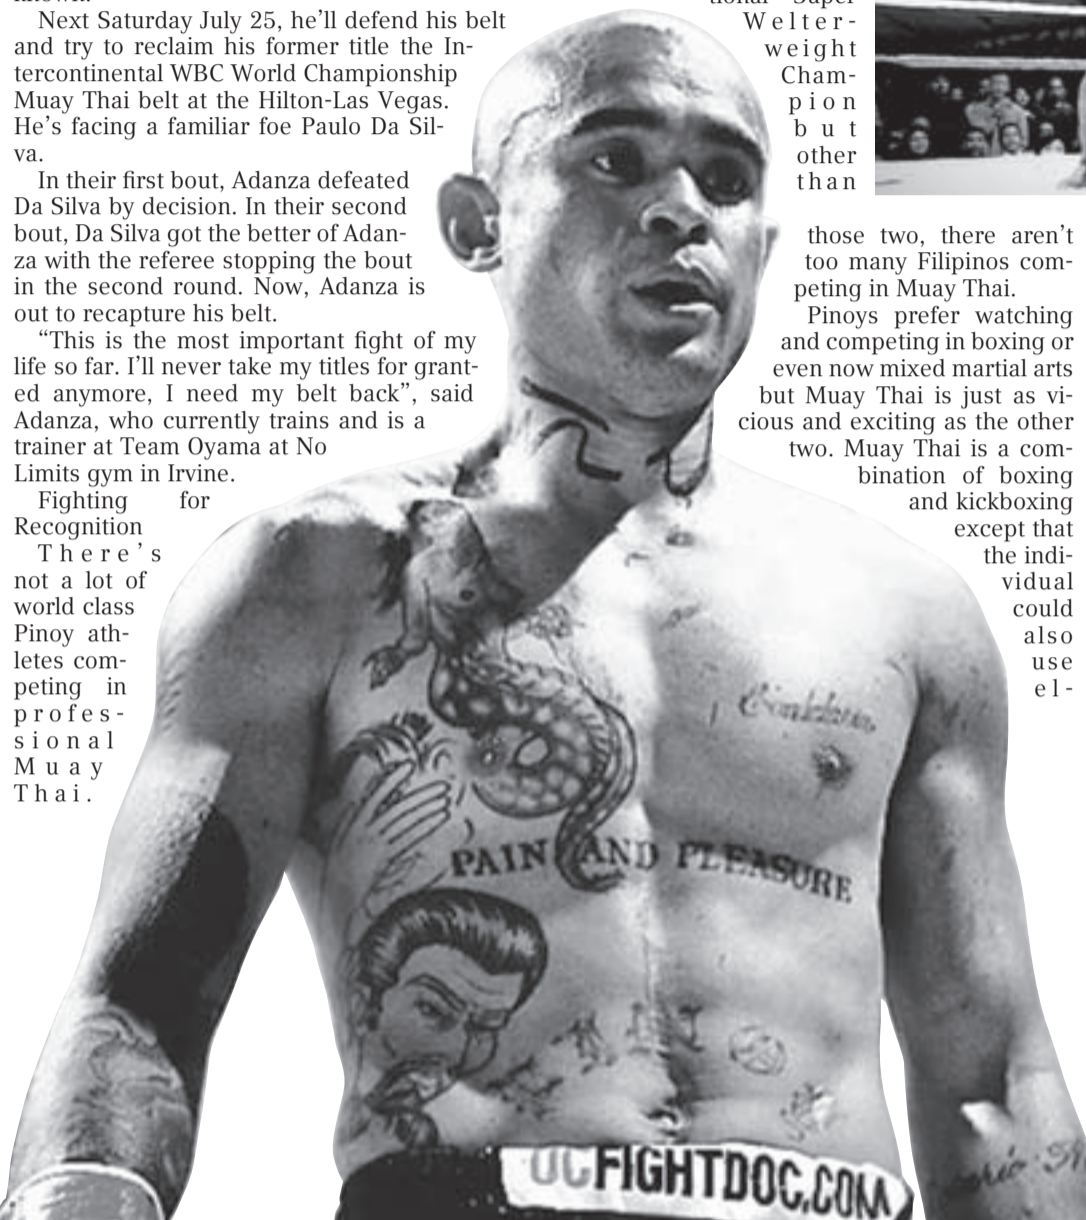 Next Saturday July 25, he’ll defend his belt
and try to reclaim his former title the In-
tercontinental WBC World Championship
Muay Thai belt at the Hilton-Las Vegas.
He’s facing a familiar foe Paulo Da Sil-
va.
In their first bout, Adanza defeated
Da Silva by decision. In their second
bout, Da Silva got the better of Adan-
za with the referee stopping the bout
in the second round. Now, Adanza is
out to recapture his belt.
“This is the most important fight of my
life so far. I’ll never take my titles for grant-
ed anymore, I need my belt back”, said
Adanza, who currently trains and is a
trainer at Team Oyama at No
Limits gym in Irvine.
Fighting for
Recognition
There’s
not a lot of
world class
Pinoy ath-
letes com-
peting in
profes-
sional
Muay
Thai.
Welter-
weight
Cham-
pion
but
other
than
those two, there aren’t
too many Filipinos com-
peting in Muay Thai.
Pinoys prefer watching
and competing in boxing or
even now mixed martial arts
but Muay Thai is just as vi-
cious and exciting as the other
two. Muay Thai is a com-
bination of boxing
and kickboxing
except that
the indi-
vidual
could
also
use
el-
PAIN AND PLEASURE
OCFIGHTDOC.COM